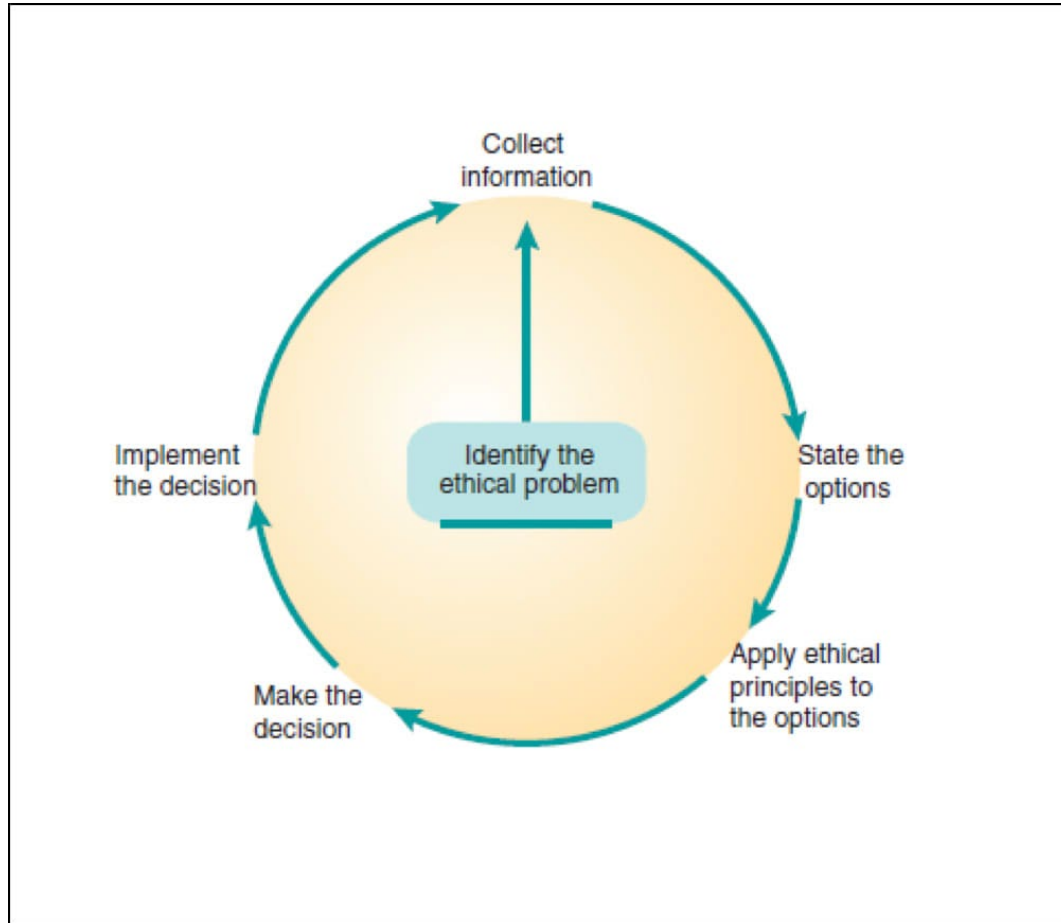 Collect
information
Identify the
ethical problem
State the
options
Apply ethical
principles to
the options
Make the
decision
Implement
the decision